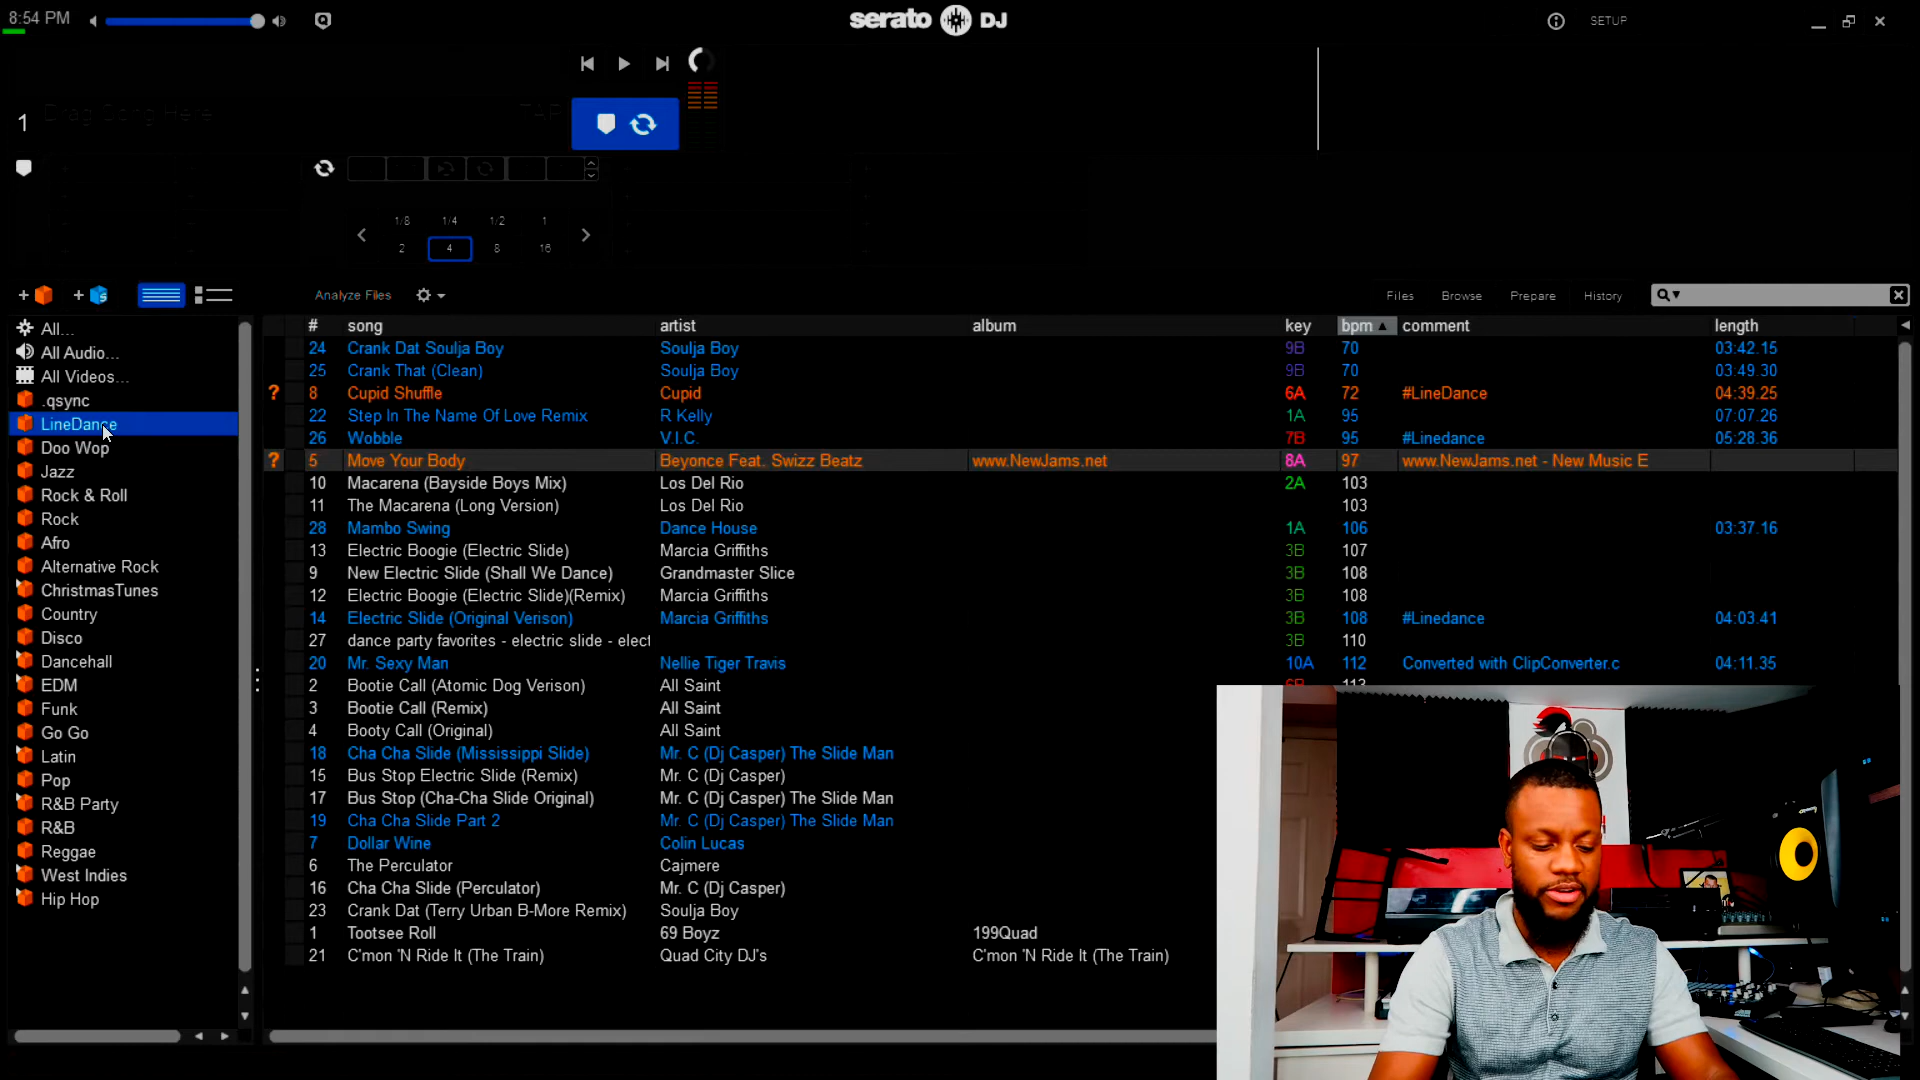 8:54 PM
serato DJ
SETUP
1
Drag Song Here
TAP
1/8 1/4 1/2 1
2 4 8 16
Analyze Files
Files Browse Prepare History
All...
All Audio...
All Videos...
.qsync
LineDance
Doo Wop
Jazz
Rock & Roll
Rock
Afro
Alternative Rock
ChristmasTunes
Country
Disco
Dancehall
EDM
Funk
Go Go
Latin
Pop
R&B Party
R&B
Reggae
West Indies
Hip Hop
# song artist album key bpm comment length
24 Crank Dat Soulja Boy Soulja Boy 9B 70 03:42.15
25 Crank That (Clean) Soulja Boy 9B 70 03:49.30
? 8 Cupid Shuffle Cupid 6A 72 #LineDance 04:39.25
22 Step In The Name Of Love Remix R Kelly 1A 95 07:07.26
26 Wobble V.I.C. 7B 95 #Linedance 05:28.36
? 5 Move Your Body Beyonce Feat. Swizz Beatz www.NewJams.net 8A 97 www.NewJams.net - New Music E
10 Macarena (Bayside Boys Mix) Los Del Rio 2A 103
11 The Macarena (Long Version) Los Del Rio 103
28 Mambo Swing Dance House 1A 106 03:37.16
13 Electric Boogie (Electric Slide) Marcia Griffiths 3B 107
9 New Electric Slide (Shall We Dance) Grandmaster Slice 3B 108
12 Electric Boogie (Electric Slide)(Remix) Marcia Griffiths 3B 108
14 Electric Slide (Original Verison) Marcia Griffiths 3B 108 #Linedance 04:03.41
27 dance party favorites - electric slide - elect 3B 110
20 Mr. Sexy Man Nellie Tiger Travis 10A 112 Converted with ClipConverter.c 04:11.35
2 Bootie Call (Atomic Dog Verison) All Saint 6B 113
3 Bootie Call (Remix) All Saint
4 Booty Call (Original) All Saint
18 Cha Cha Slide (Mississippi Slide) Mr. C (Dj Casper) The Slide Man
15 Bus Stop Electric Slide (Remix) Mr. C (Dj Casper)
17 Bus Stop (Cha-Cha Slide Original) Mr. C (Dj Casper) The Slide Man
19 Cha Cha Slide Part 2 Mr. C (Dj Casper) The Slide Man
7 Dollar Wine Colin Lucas
6 The Perculator Cajmere
16 Cha Cha Slide (Perculator) Mr. C (Dj Casper)
23 Crank Dat (Terry Urban B-More Remix) Soulja Boy
1 Tootsee Roll 69 Boyz 199Quad
21 C'mon 'N Ride It (The Train) Quad City DJ's C'mon 'N Ride It (The Train)